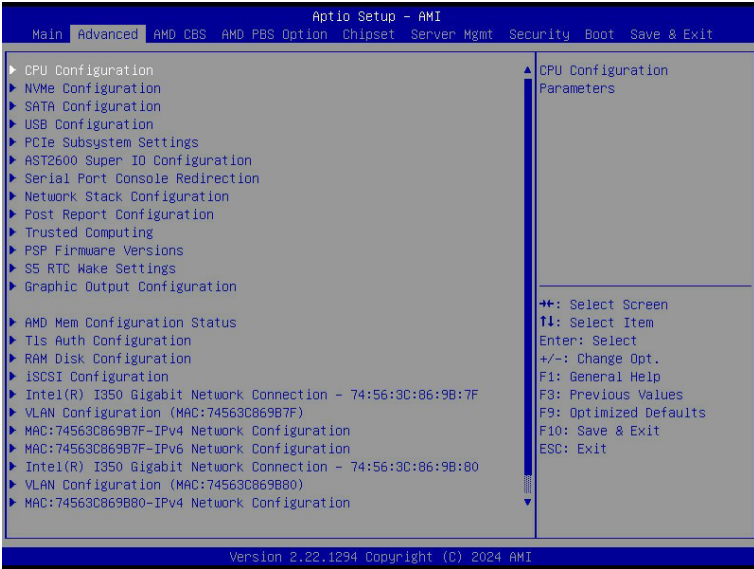 Aptio Setup - AMI
Main Advanced AMD CBS AMD PBS Option Chipset Server Mgmt Security Boot Save & Exit
CPU Configuration
NVMe Configuration
SATA Configuration
USB Configuration
PCIe Subsystem Settings
AST2600 Super IO Configuration
Serial Port Console Redirection
Network Stack Configuration
Post Report Configuration
Trusted Computing
PSP Firmware Versions
S5 RTC Wake Settings
Graphic Output Configuration
AMD Mem Configuration Status
Tls Auth Configuration
RAM Disk Configuration
iSCSI Configuration
Intel(R) I350 Gigabit Network Connection - 74:56:3C:86:9B:7F
VLAN Configuration (MAC:74563C869B7F)
MAC:74563C869B7F-IPv4 Network Configuration
MAC:74563C869B7F-IPv6 Network Configuration
Intel(R) I350 Gigabit Network Connection - 74:56:3C:86:9B:80
VLAN Configuration (MAC:74563C869B80)
MAC:74563C869B80-IPv4 Network Configuration
CPU Configuration
Parameters
→←: Select Screen
↑↓: Select Item
Enter: Select
+/-: Change Opt.
F1: General Help
F3: Previous Values
F9: Optimized Defaults
F10: Save & Exit
ESC: Exit
Version 2.22.1294 Copyright (C) 2024 AMI